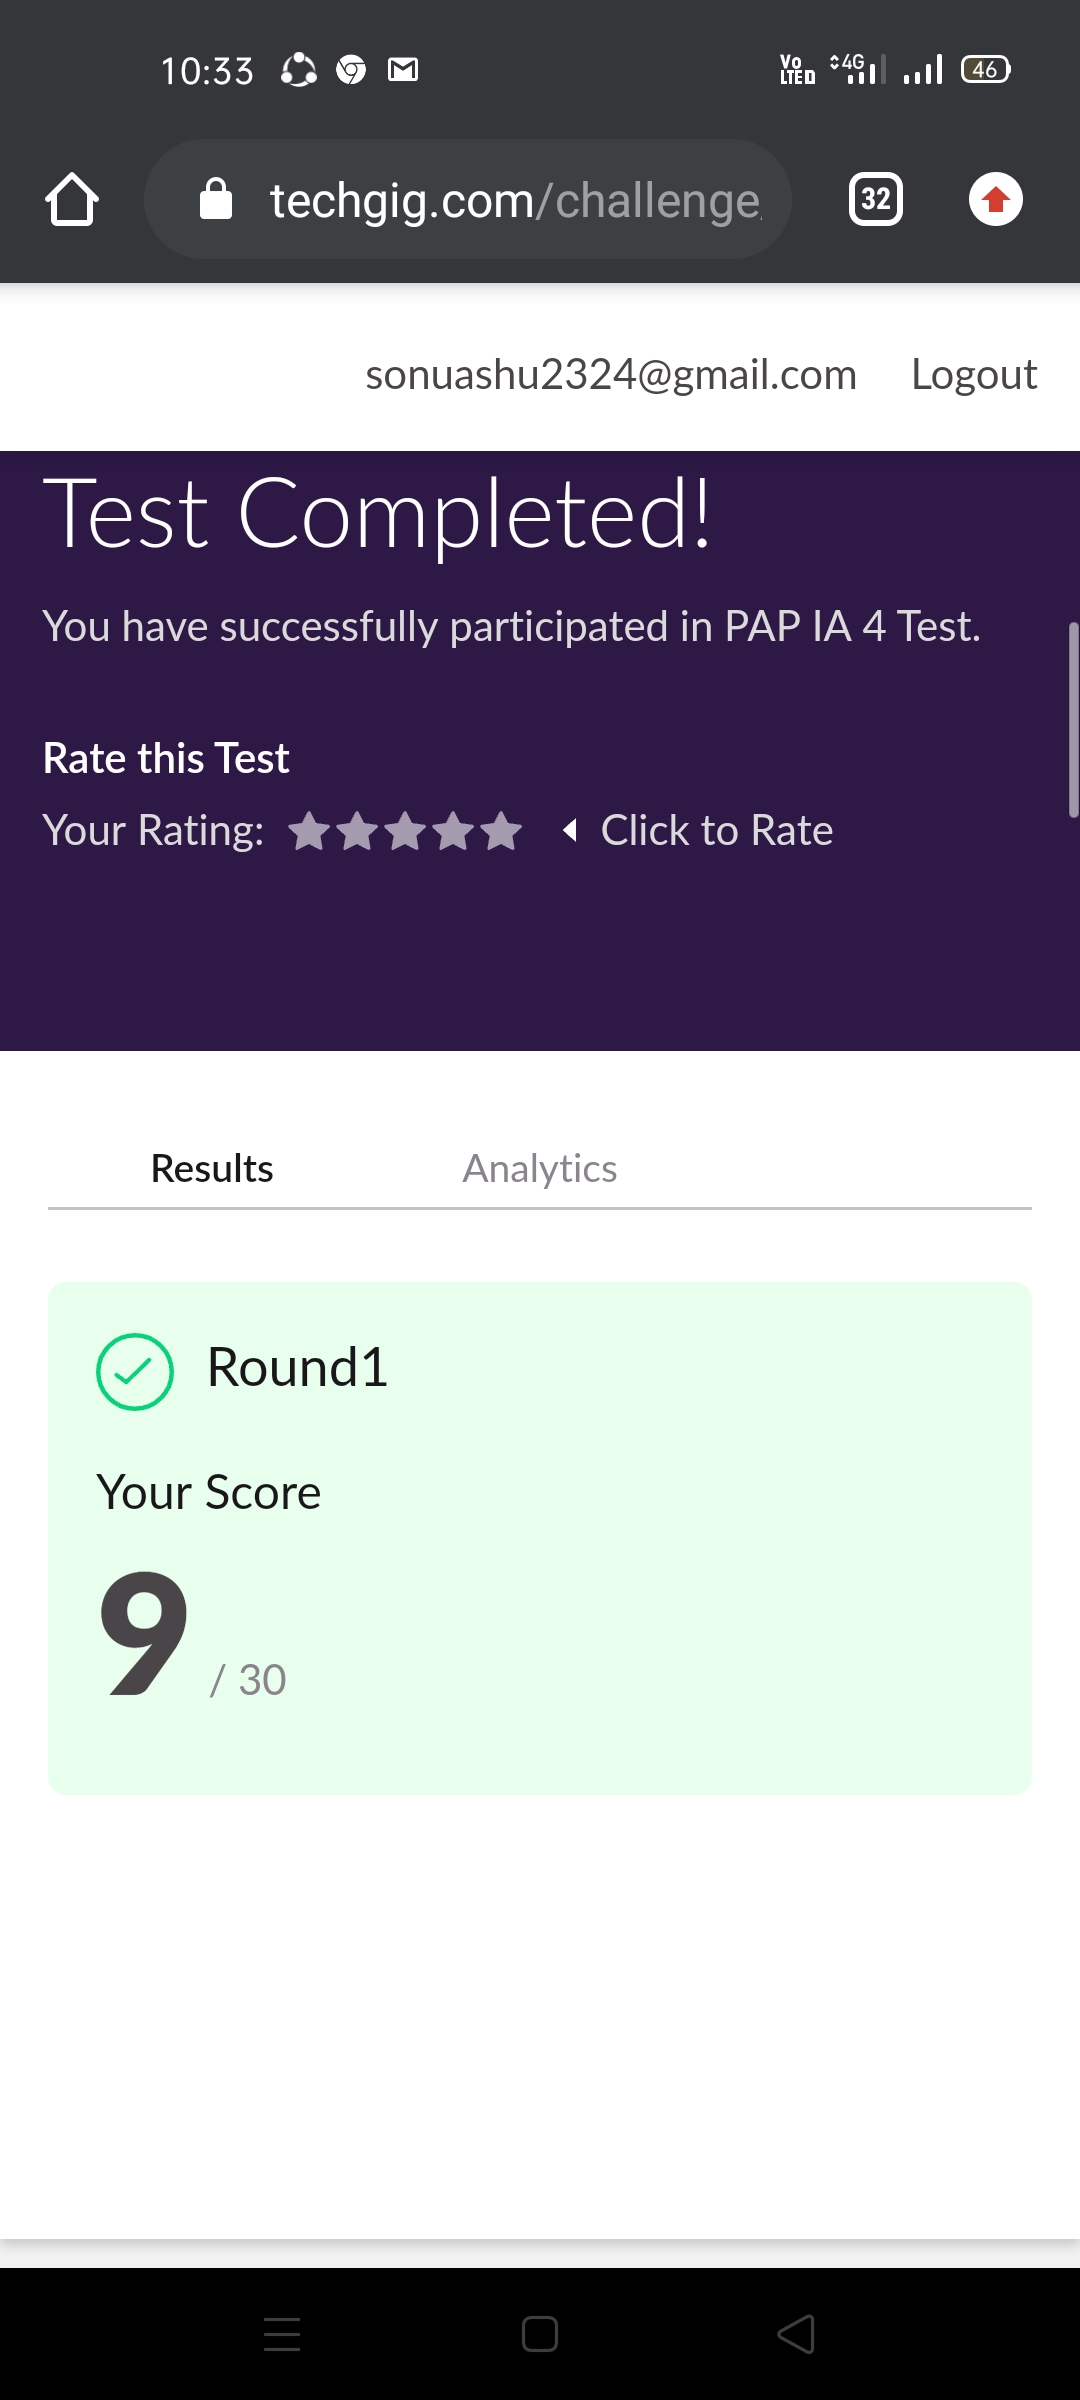 10:33
Vo LTE 4G 46
techgig.com/challenge
32
sonuashu2324@gmail.com Logout
Test Completed!
You have successfully participated in PAP IA 4 Test.
Rate this Test
Your Rating: Click to Rate
Results Analytics
Round1
Your Score
9 / 30